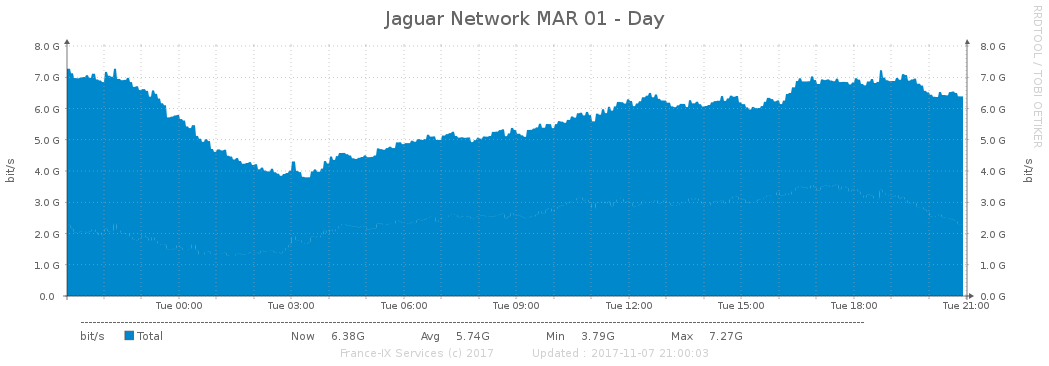 Jaguar Network MAR 01 - Day
RRDTOOL / TOBI OETIKER
bit/s
8.0 G
7.0 G
6.0 G
5.0 G
4.0 G
3.0 G
2.0 G
1.0 G
0.0
8.0 G
7.0 G
6.0 G
5.0 G
4.0 G
3.0 G
2.0 G
1.0 G
0.0 G
bit/s
Tue 00:00 Tue 03:00 Tue 06:00 Tue 09:00 Tue 12:00 Tue 15:00 Tue 18:00 Tue 21:00
bit/s Total Now 6.38G Avg 5.74G Min 3.79G Max 7.27G
France-IX Services (c) 2017 Updated : 2017-11-07 21:00:03